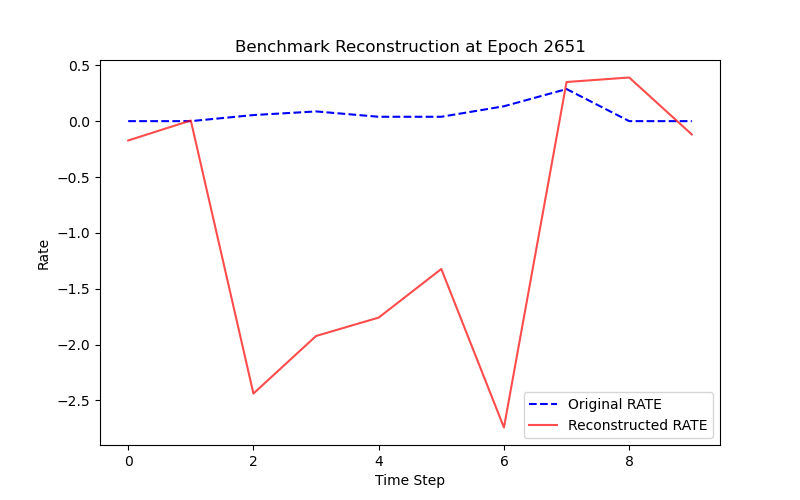 Benchmark Reconstruction at Epoch 2651
0.5
0.0
−0.5
−1.0
−1.5
−2.0
−2.5
Rate
Original RATE
Reconstructed RATE
0 2 4 6 8
Time Step